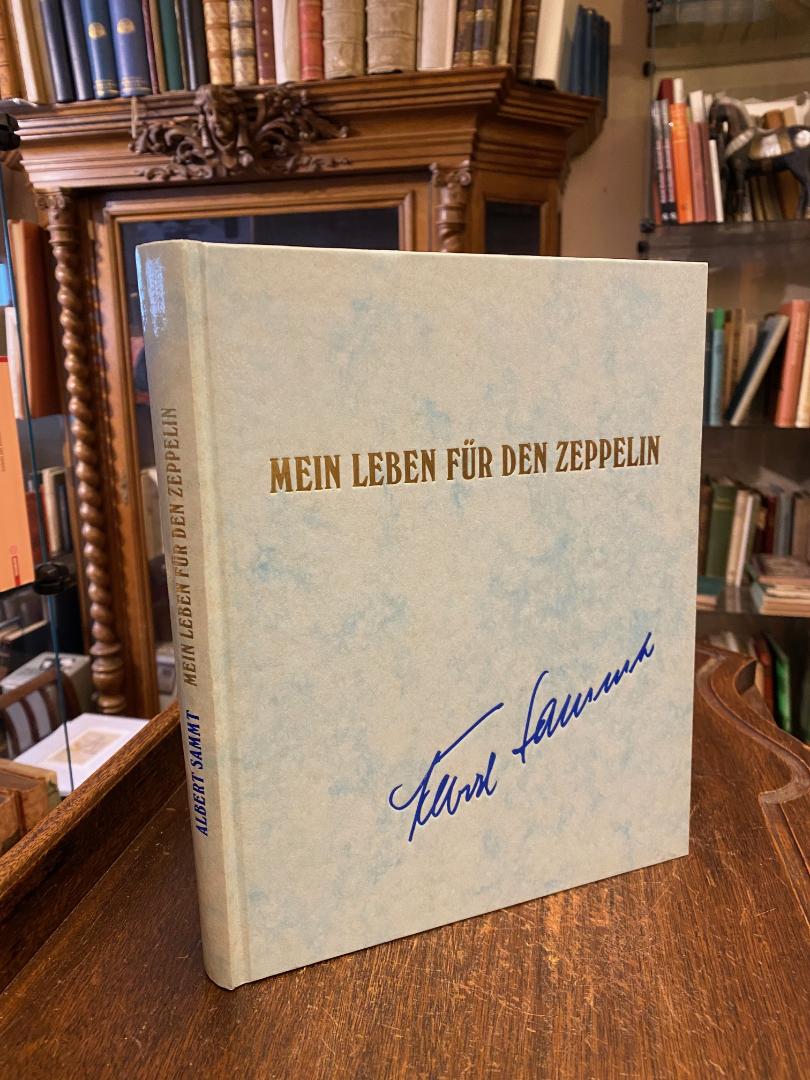 MEIN LEBEN FÜR DEN ZEPPELIN
Albert Sammt
ALBERT SAMMT MEIN LEBEN FÜR DEN ZEPPELIN